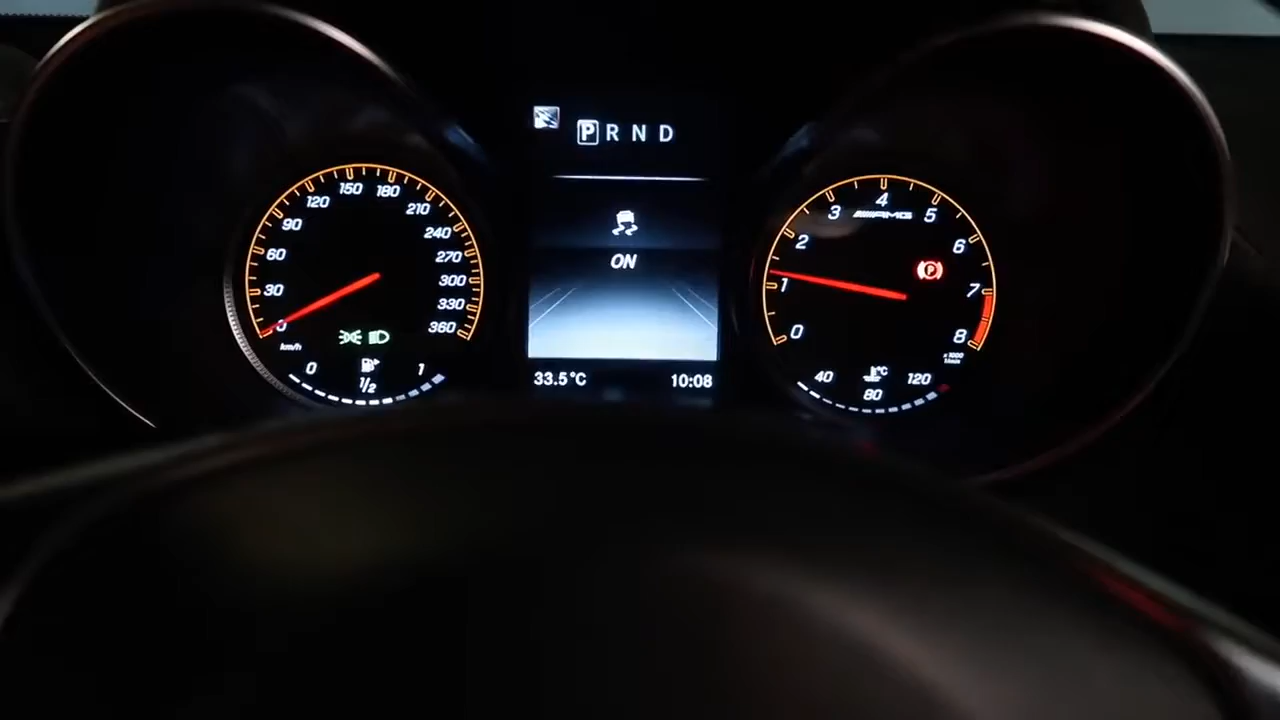 P R N D
ON
33.5°C 10:08
0 30 60 90 120 150 180 210 240 270 300 330 360
km/h
0 1/2 1
0 1 2 3 4 5 6 7 8
AMG
P
x 1000
1/min
°C
40 80 120